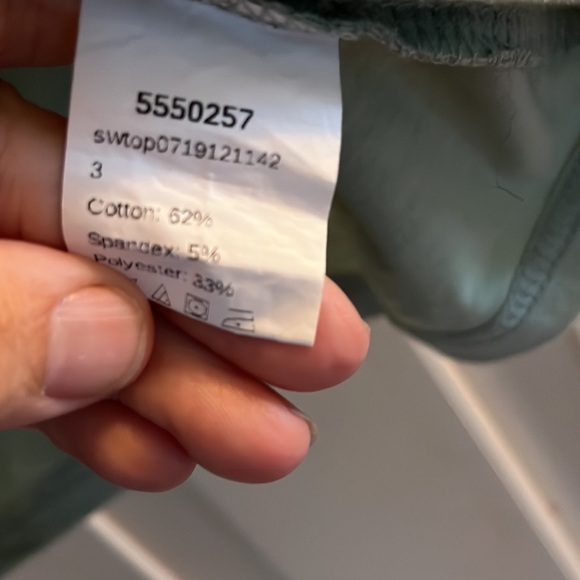 5550257
swtop0719121142
3
Cotton: 62%
Spandex: 5%
Polyester: 33%